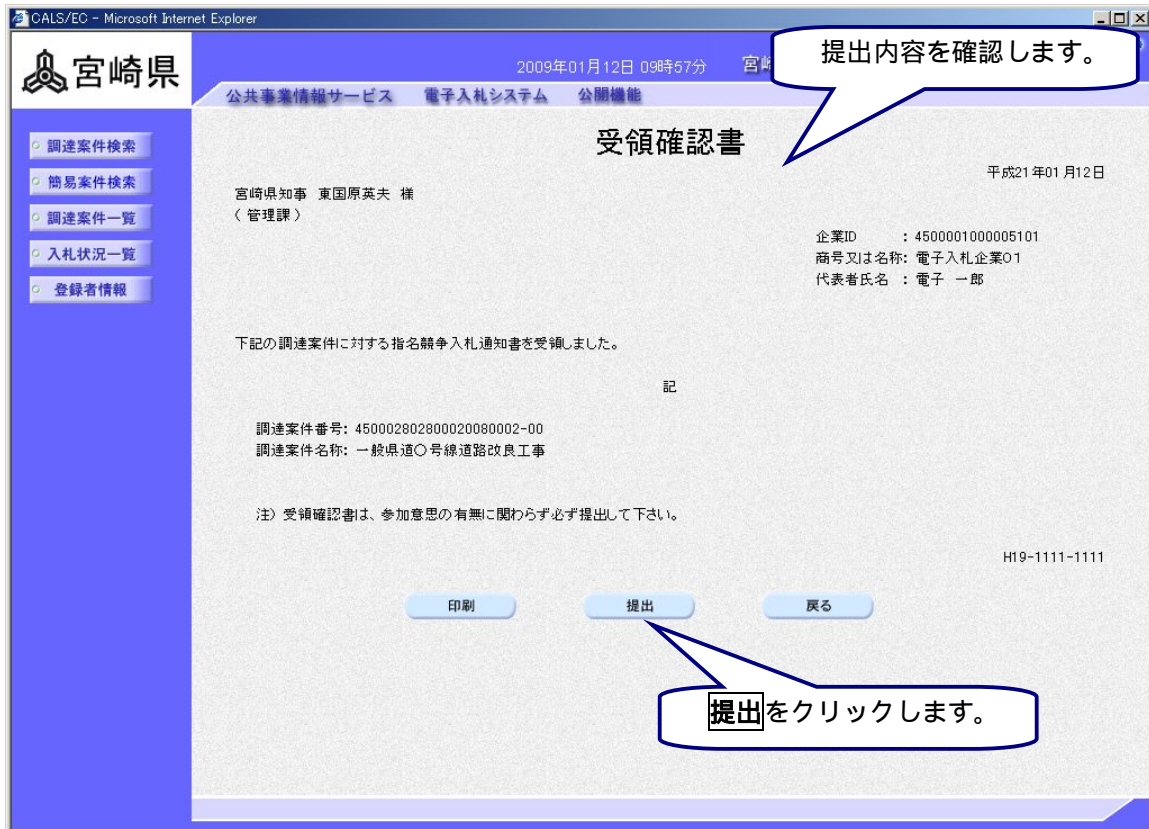 CALS/EC - Microsoft Internet Explorer
宮崎県
2009年01月12日 09時57分
提出内容を確認します。
公共事業情報サービス 電子入札システム 公開機能
調達案件検索
簡易案件検索
調達案件一覧
入札状況一覧
登録者情報
受領確認書
平成21年01月12日
宮崎県知事 東国原英夫 様
(管理課)
企業ID : 4500001000005101
商号又は名称: 電子入札企業○1
代表者氏名 : 電子 一郎
下記の調達案件に対する指名競争入札通知書を受領しました。
記
調達案件番号: 450002802800020080002-00
調達案件名称: 一般県道○号線道路改良工事
注) 受領確認書は、参加意思の有無に関わらず必ず提出して下さい。
H19-1111-1111
印刷 提出 戻る
提出をクリックします。